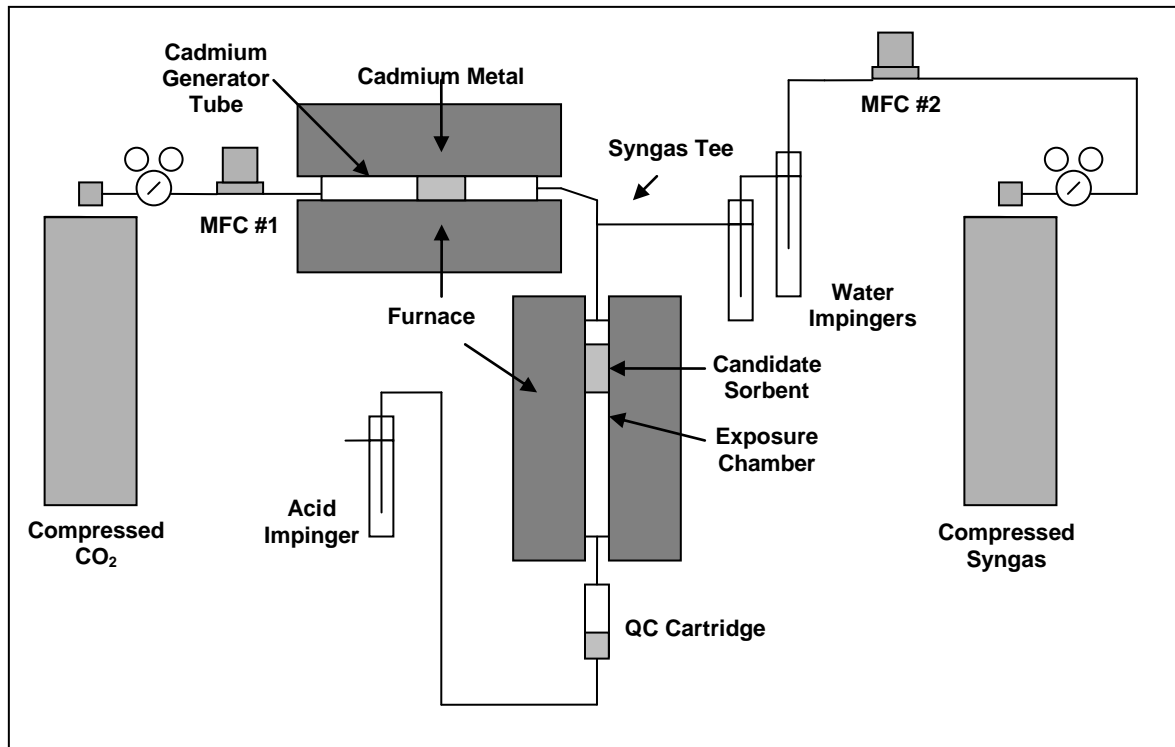 Cadmium
Generator
Tube
Cadmium Metal
MFC #2
Syngas Tee
MFC #1
Water
Impingers
Furnace
Candidate
Sorbent
Exposure
Chamber
Acid
Impinger
Compressed
CO₂
Compressed
Syngas
QC Cartridge